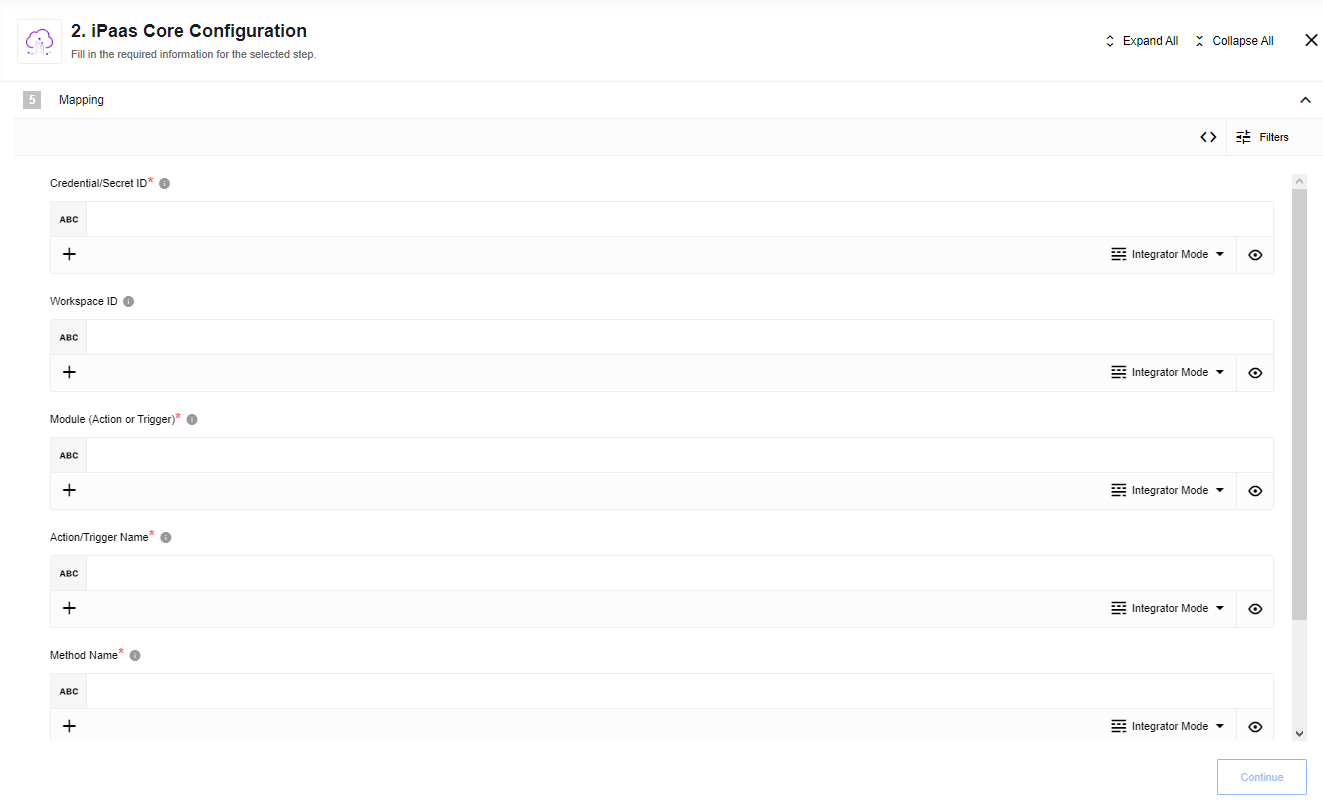 2. iPaas Core Configuration
Fill in the required information for the selected step.
Expand All
Collapse All
5 Mapping
Filters
Credential/Secret ID*
ABC
Integrator Mode
Workspace ID
ABC
Integrator Mode
Module (Action or Trigger)*
ABC
Integrator Mode
Action/Trigger Name*
ABC
Integrator Mode
Method Name*
ABC
Integrator Mode
Continue